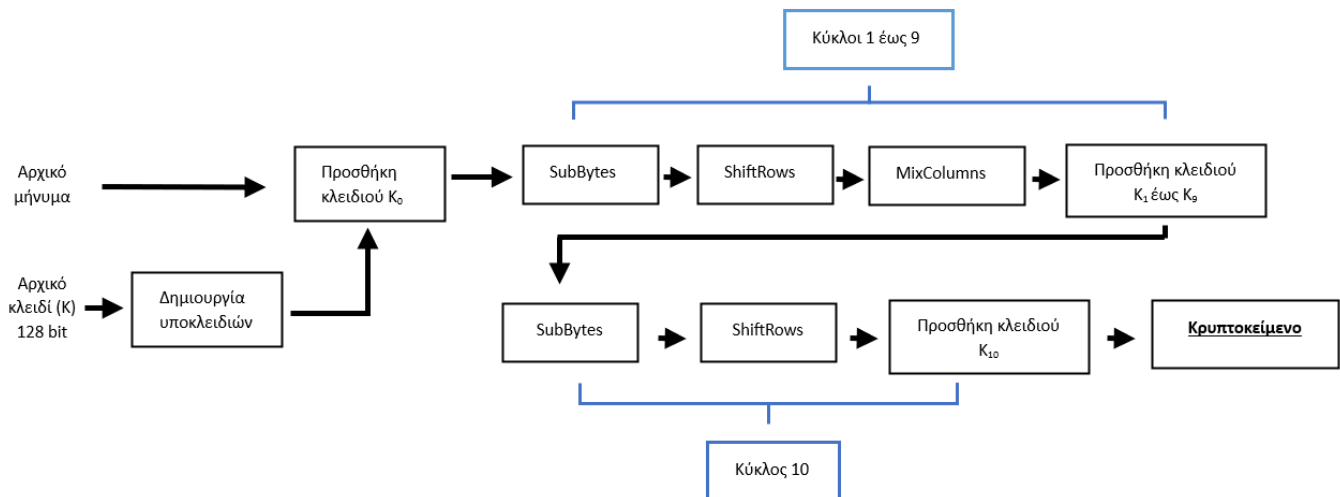 Κύκλοι 1 έως 9
Αρχικό
μήνυμα
Προσθήκη
κλειδιού K₀
SubBytes
ShiftRows
MixColumns
Προσθήκη κλειδιού
K₁ έως K₉
Αρχικό
κλειδί (K)
128 bit
Δημιουργία
υποκλειδιών
SubBytes
ShiftRows
Προσθήκη κλειδιού
K₁₀
Κρυπτοκείμενο
Κύκλος 10